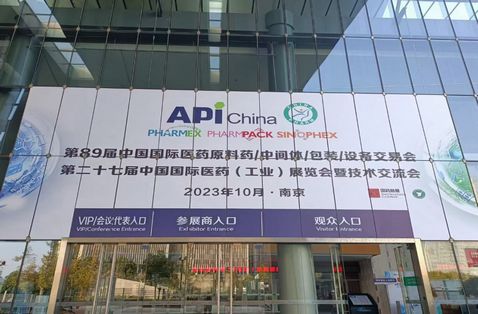 API China
PHARMEX PHARMPACK SINOPHEX
第89届中国国际医药原料药/中间体/包装/设备交易会
第二十七届中国国际医药（工业）展览会暨技术交流会
2023年10月·南京
VIP/会议代表入口 参展商入口 观众入口
VIP/Conference Entrance Exhibitor Entrance Visitor Entrance